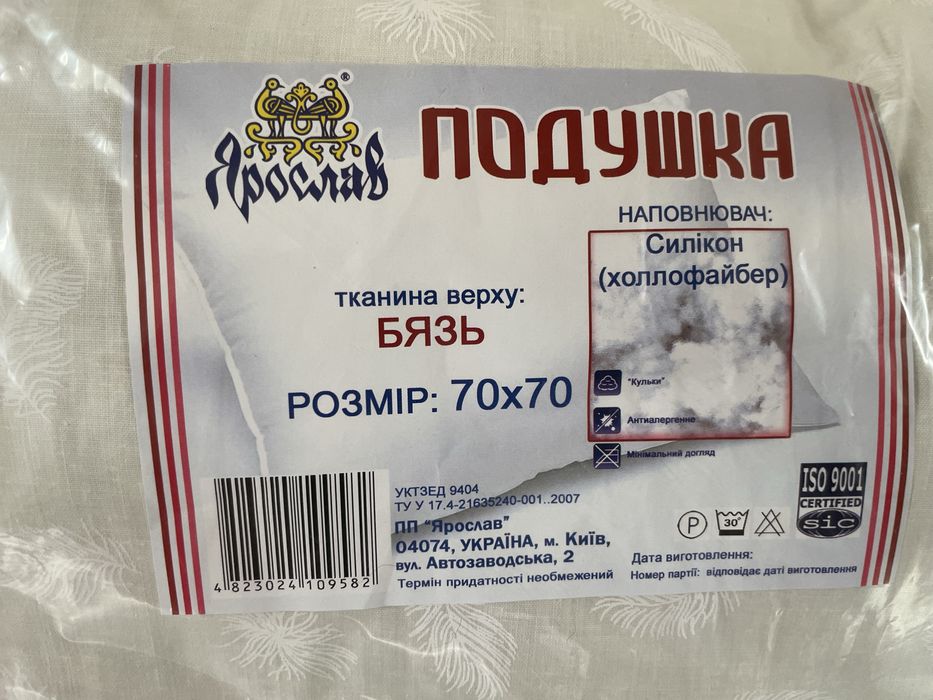 Ярослав®
ПОДУШКА
НАПОВНЮВАЧ:
Силікон
(холлофайбер)
тканина верху:
БЯЗЬ
РОЗМІР: 70x70
"Кульки"
Антиалергенне
Мінімальний догляд
УКТЗЕД 9404
ТУ У 17.4-21635240-001..2007
ПП "Ярослав"
04074, УКРАЇНА, м. Київ,
вул. Автозаводська, 2
Термін придатності необмежений
4 823024 109582
P
30°
ISO 9001
CERTIFIED
sic
Дата виготовлення:
Номер партії: відповідає даті виготовлення